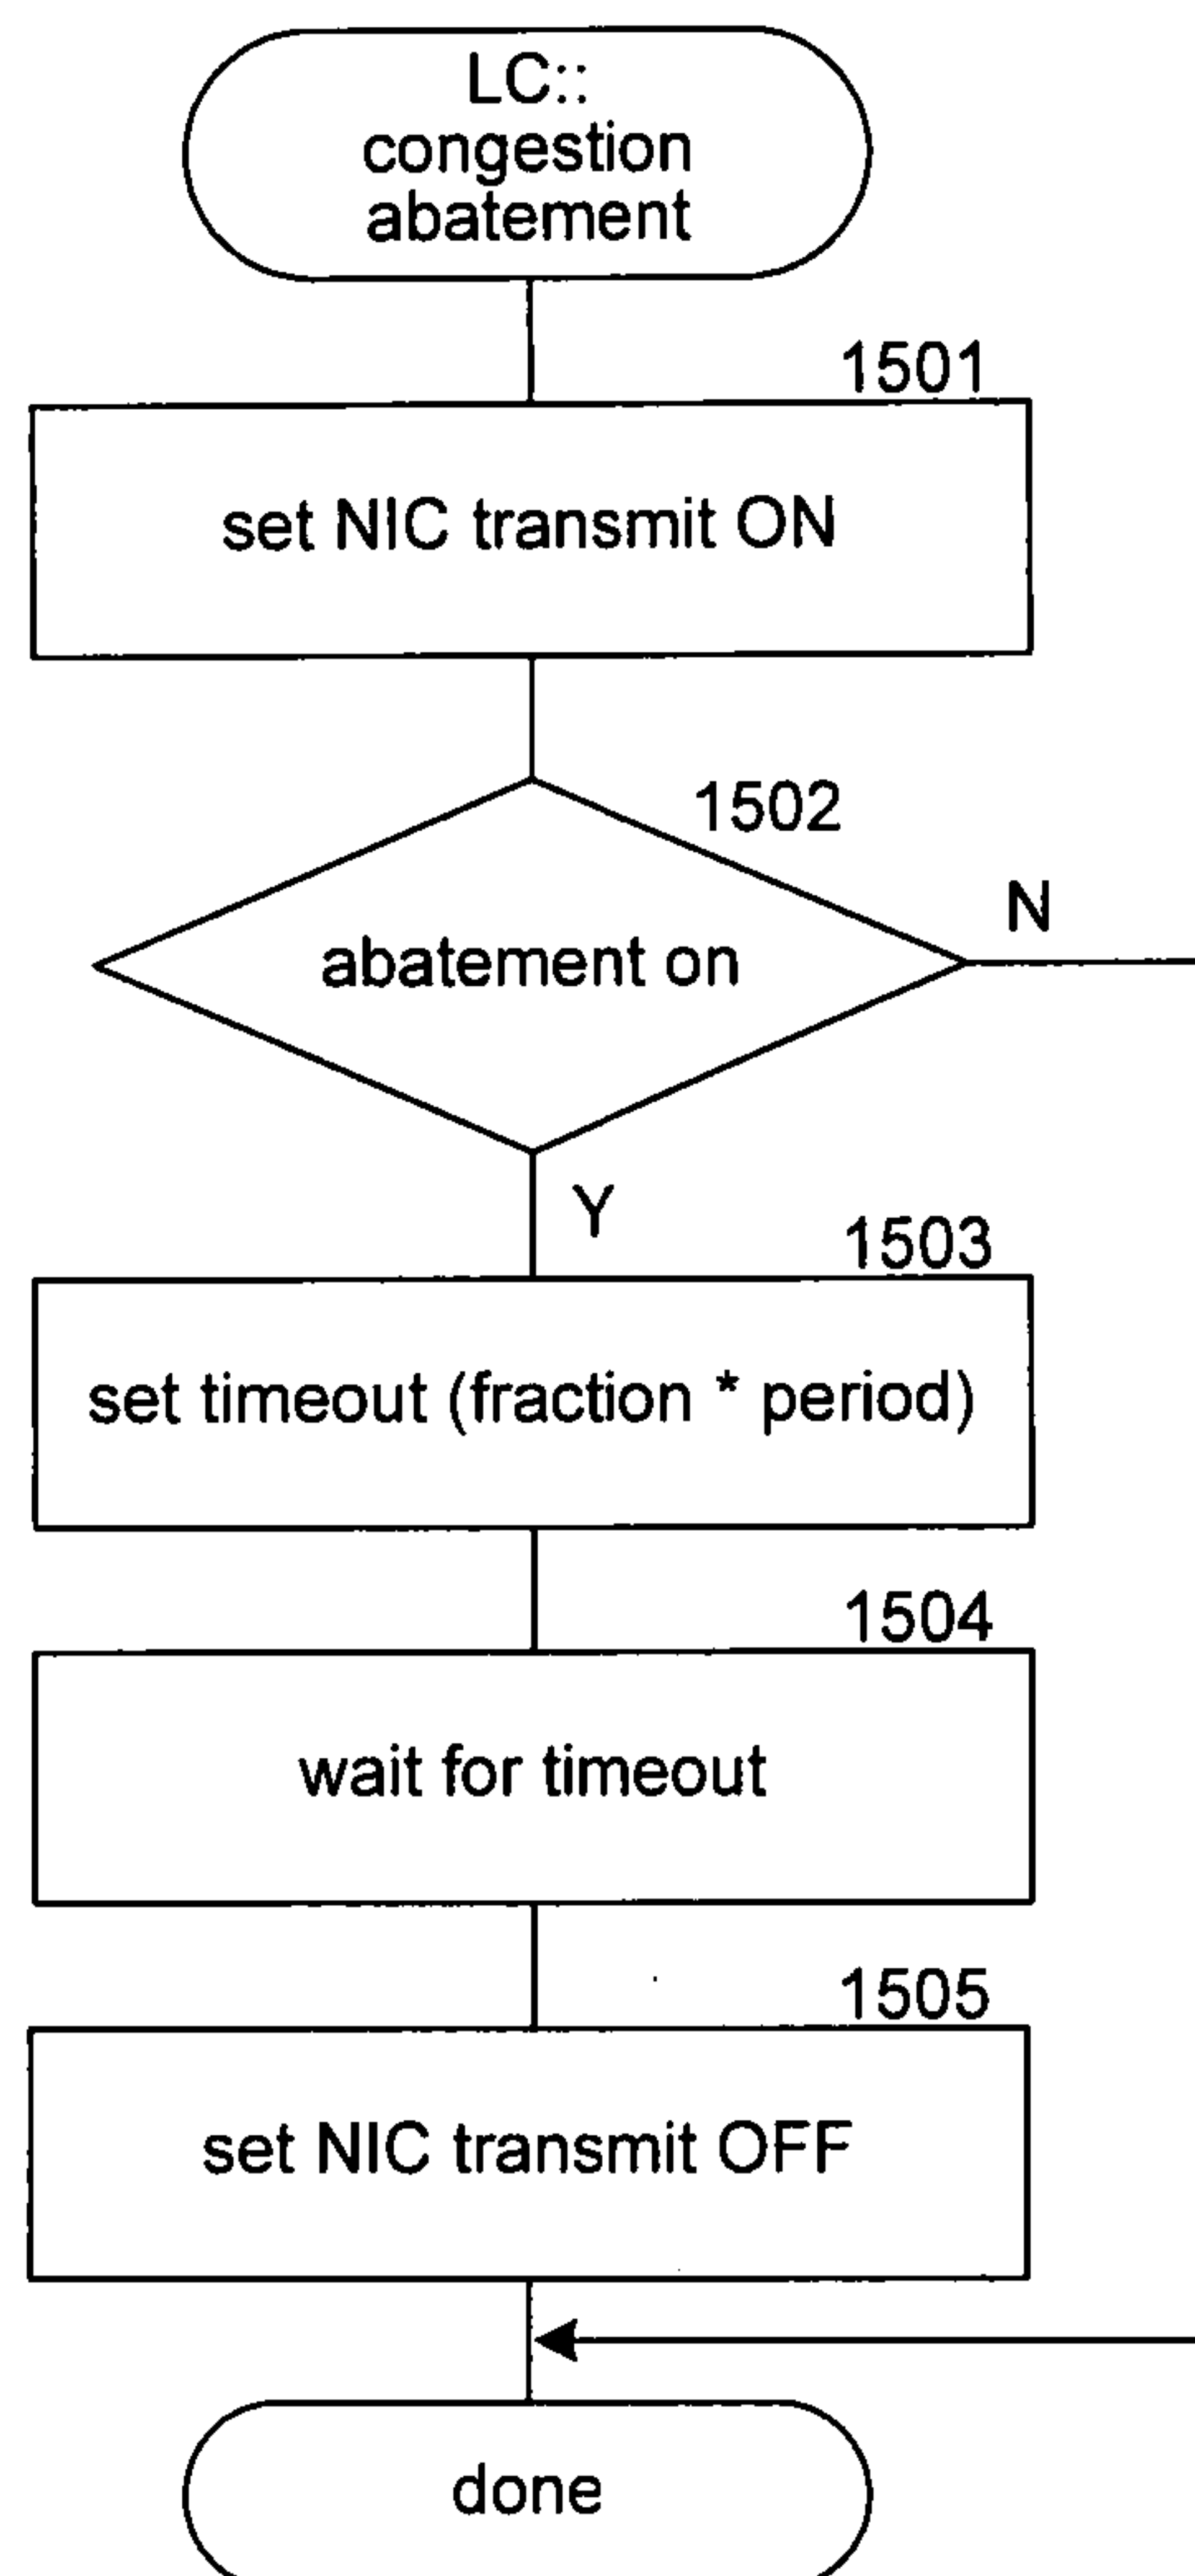 LC::
congestion
abatement
1501
set NIC transmit ON
1502
abatement on
N
Y
1503
set timeout (fraction * period)
1504
wait for timeout
1505
set NIC transmit OFF
done